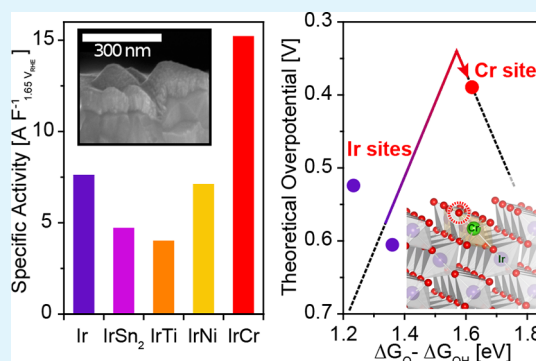 Specific Activity [A F⁻¹ 1.65 V_RHE]
15
10
5
0
300 nm
Ir
IrSn₂
IrTi
IrNi
IrCr
Theoretical Overpotential [V]
0.3
0.4
0.5
0.6
0.7
Cr site
Ir sites
Cr
Ir
1.2
1.4
1.6
1.8
ΔG_O- ΔG_OH [eV]